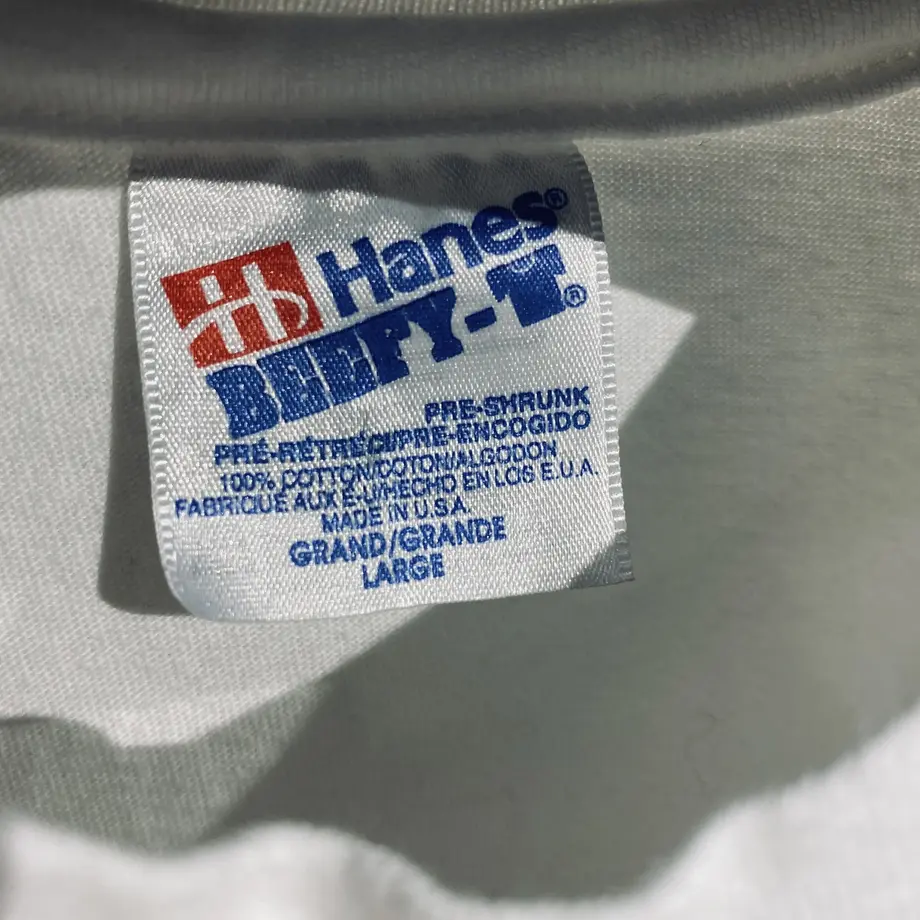 Hanes®
BEEFY-T®
PRE-SHRUNK
PRÉ-RÉTRÉCI/PRE-ENCOGIDO
100% COTTON/COTON/ALGODON
FABRIQUÉ AUX É-U/HECHO EN LOS E.U.A.
MADE IN U.S.A.
GRAND/GRANDE
LARGE